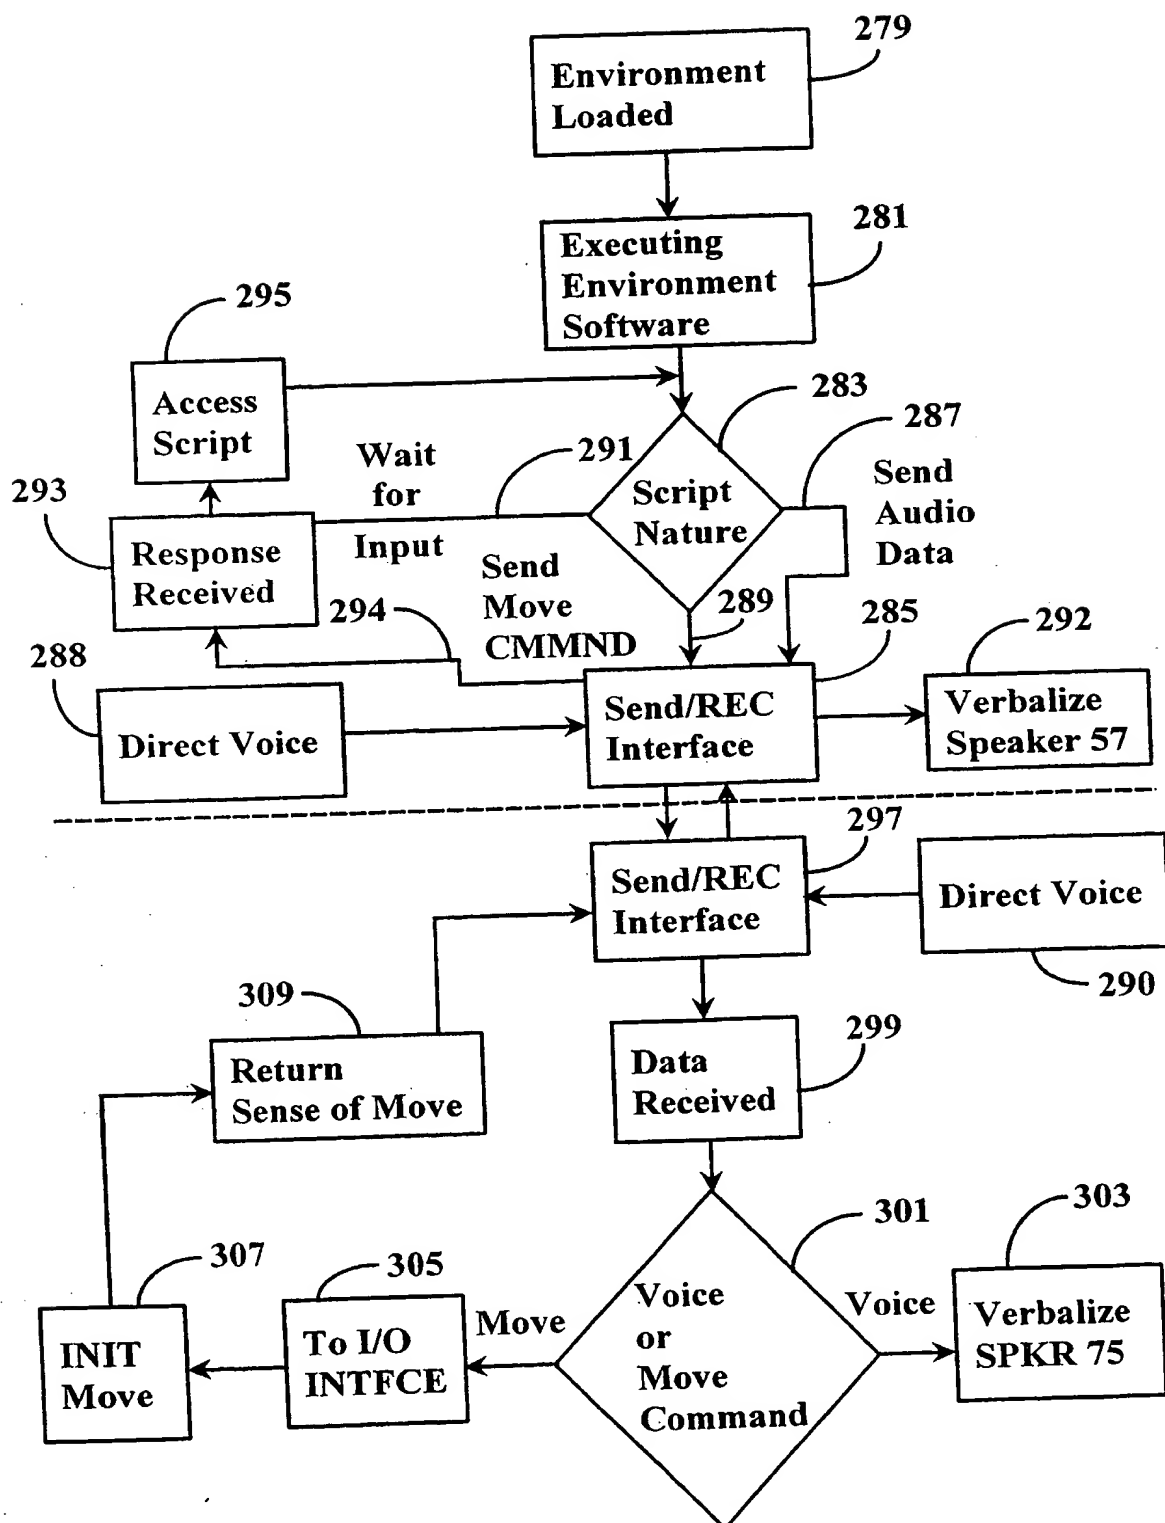 279
Environment
Loaded
281
Executing
Environment
Software
295
Access
Script
283
287
Wait
for
Input
291
Send
Audio
Data
Script
Nature
293
Response
Received
Send
Move
CMMND
294
289
285
292
288
Direct Voice
Send/REC
Interface
Verbalize
Speaker 57
297
Send/REC
Interface
Direct Voice
290
309
Return
Sense of Move
299
Data
Received
301
303
307
305
Voice
or
Move
Command
Move
Voice
Verbalize
SPKR 75
To I/O
INTFCE
INIT
Move